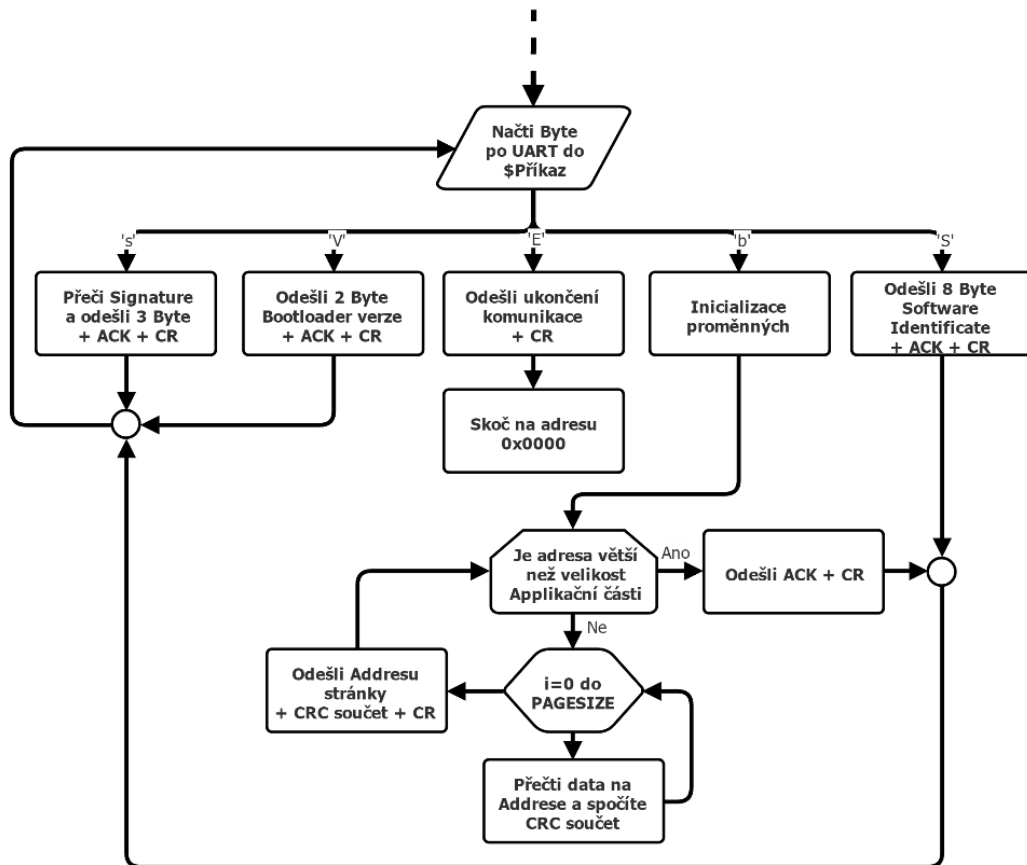 Načti Byte
po UART do
$Příkaz
's'
'V'
'E'
'b'
'S'
Přeči Signature
a odešli 3 Byte
+ ACK + CR
Odešli 2 Byte
Bootloader verze
+ ACK + CR
Odešli ukončení
komunikace
+ CR
Inicializace
proměnných
Odešli 8 Byte
Software
Identificate
+ ACK + CR
Skoč na adresu
0x0000
Je adresa větší
než velikost
Applikační části
Ano
Odešli ACK + CR
Ne
Odešli Addresu
stránky
+ CRC součet + CR
i=0 do
PAGESIZE
Přečti data na
Addrese a spočíte
CRC součet